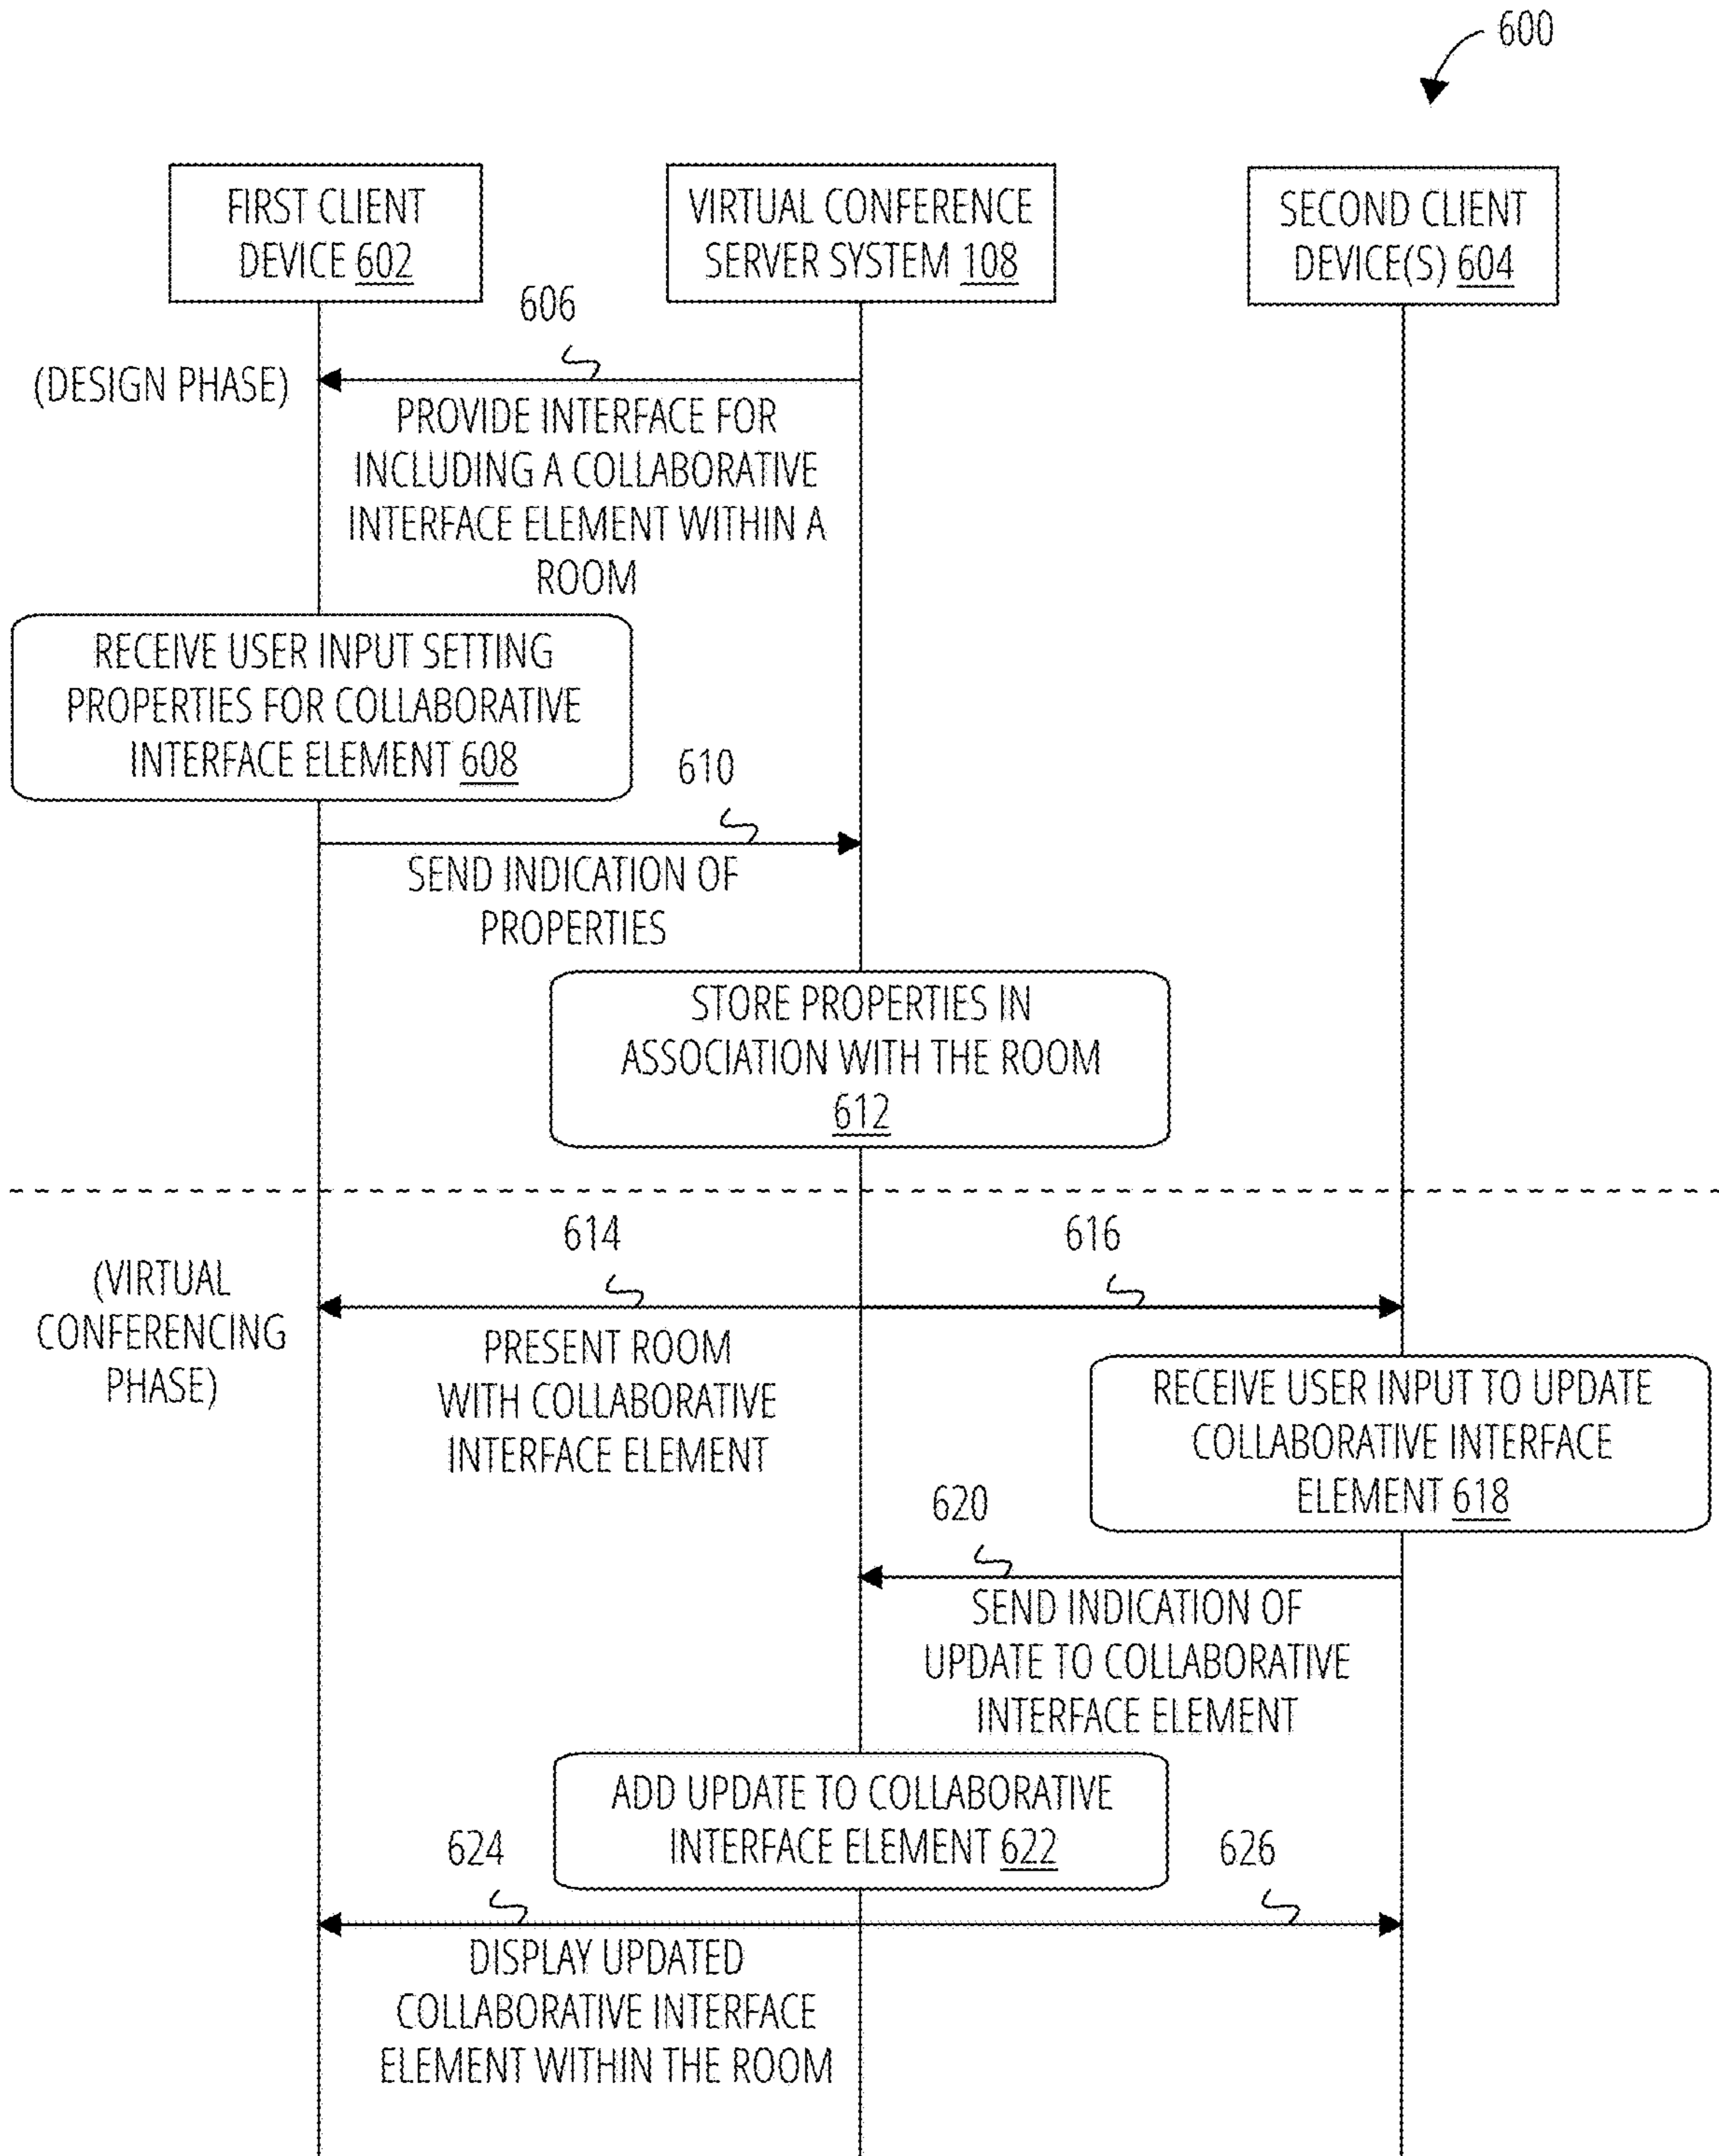 600
FIRST CLIENT
DEVICE 602
VIRTUAL CONFERENCE
SERVER SYSTEM 108
SECOND CLIENT
DEVICE(S) 604
606
(DESIGN PHASE)
PROVIDE INTERFACE FOR
INCLUDING A COLLABORATIVE
INTERFACE ELEMENT WITHIN A
ROOM
RECEIVE USER INPUT SETTING
PROPERTIES FOR COLLABORATIVE
INTERFACE ELEMENT 608
610
SEND INDICATION OF
PROPERTIES
STORE PROPERTIES IN
ASSOCIATION WITH THE ROOM
612
614
616
(VIRTUAL
CONFERENCING
PHASE)
PRESENT ROOM
WITH COLLABORATIVE
INTERFACE ELEMENT
RECEIVE USER INPUT TO UPDATE
COLLABORATIVE INTERFACE
ELEMENT 618
620
SEND INDICATION OF
UPDATE TO COLLABORATIVE
INTERFACE ELEMENT
ADD UPDATE TO COLLABORATIVE
INTERFACE ELEMENT 622
624
626
DISPLAY UPDATED
COLLABORATIVE INTERFACE
ELEMENT WITHIN THE ROOM